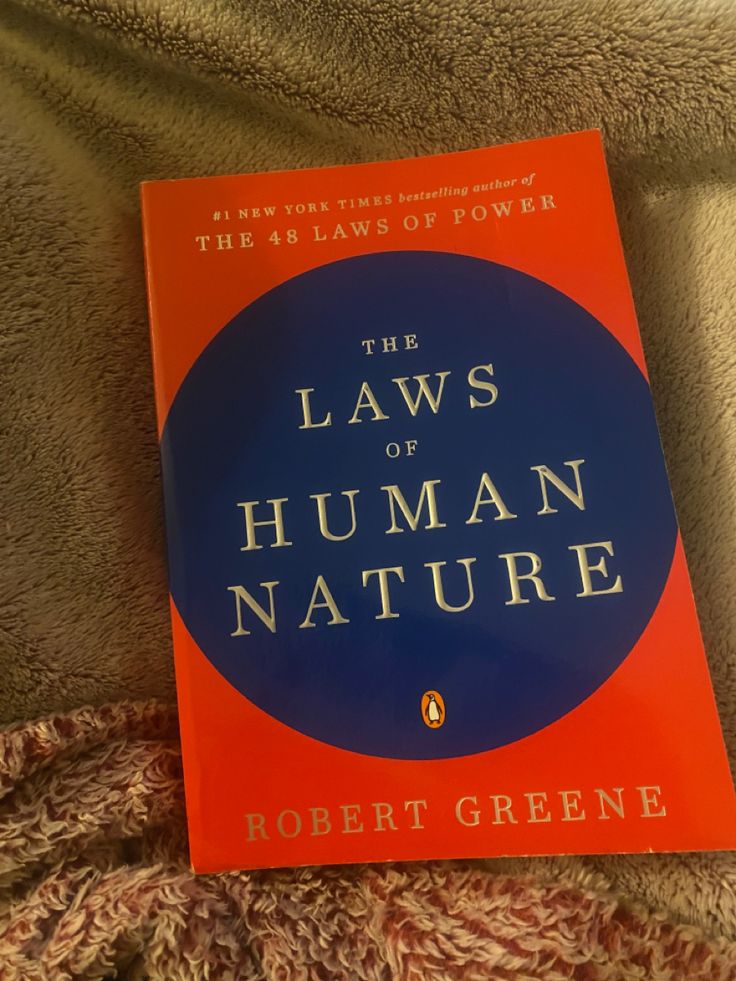 #1 NEW YORK TIMES bestselling author of
THE 48 LAWS OF POWER
THE
LAWS
OF
HUMAN
NATURE
ROBERT GREENE